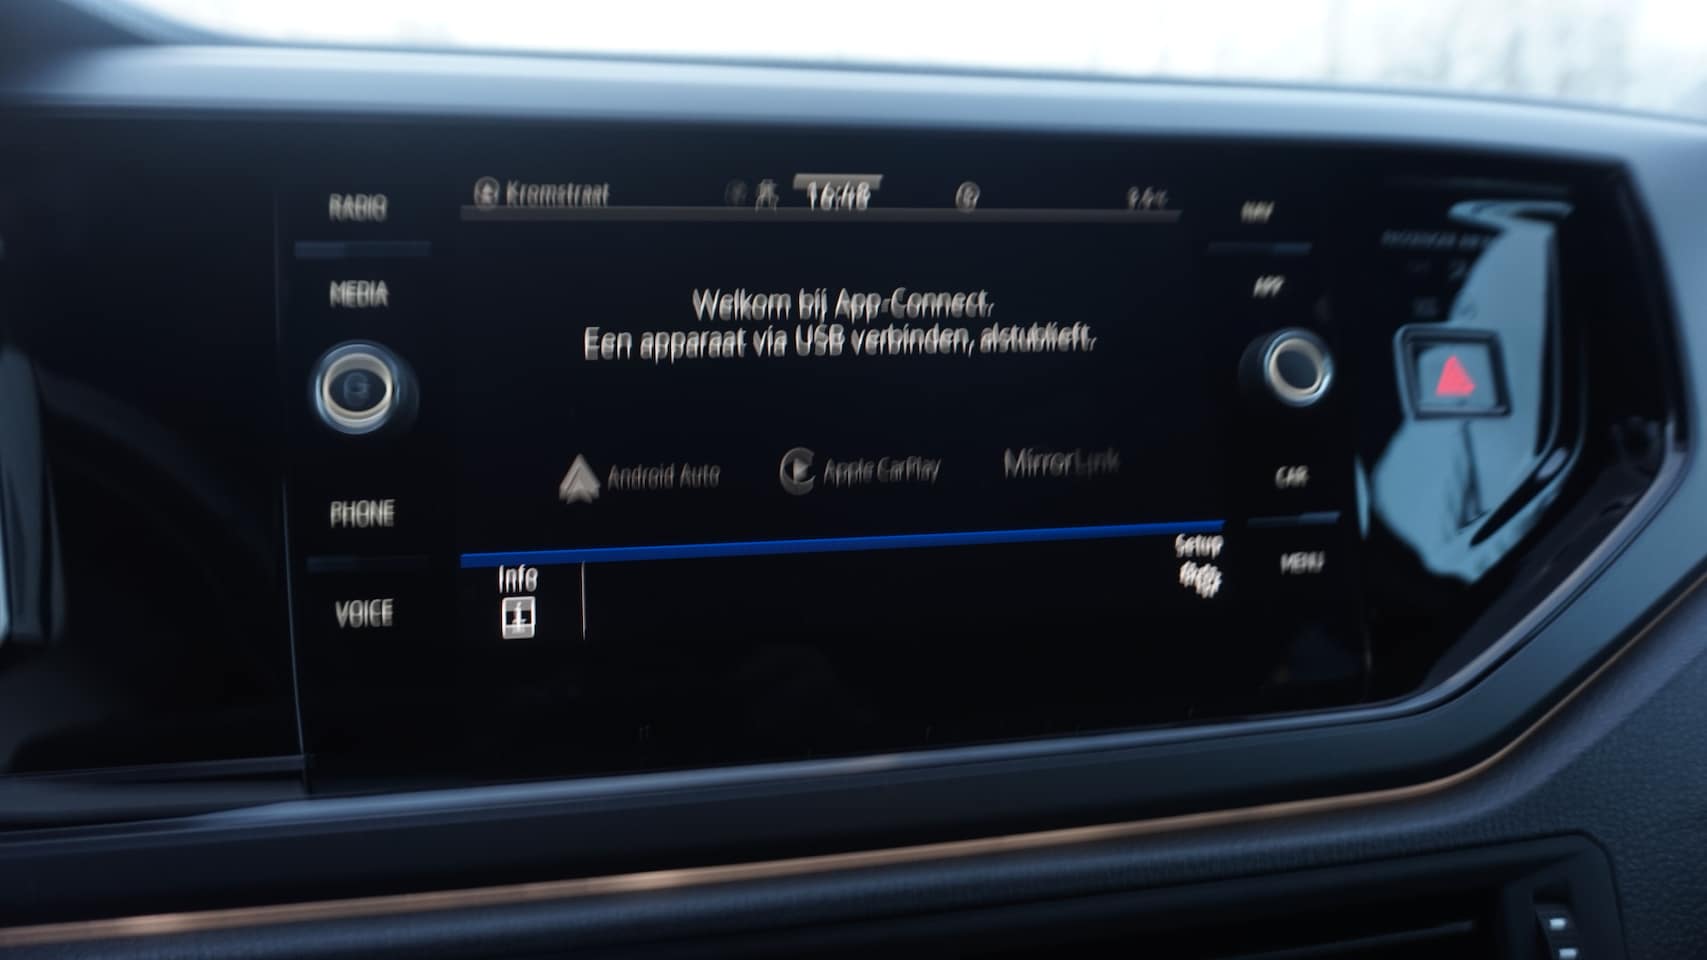 RADIO
MEDIA
PHONE
VOICE
Kromstraat
16:48
Welkom bij App-Connect.
Een apparaat via USB verbinden, alstublieft.
Android Auto
Apple CarPlay
MirrorLink
Info
Setup
NAV
APP
CAR
MENU